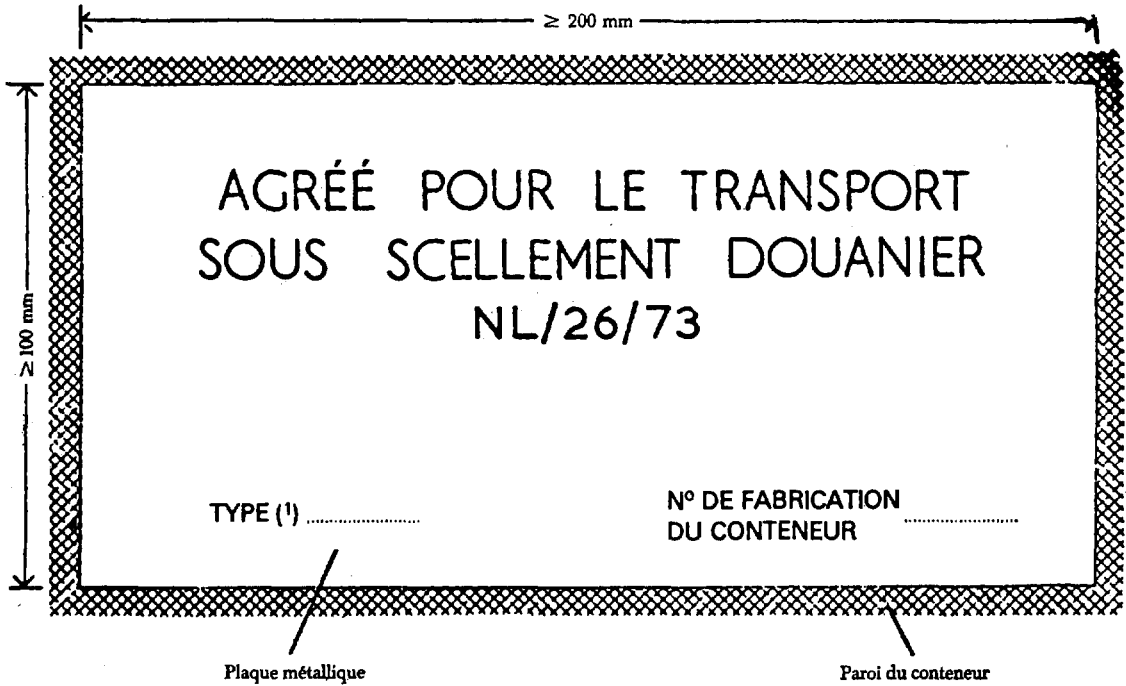 ≥ 200 mm
≥ 100 mm
AGRÉÉ POUR LE TRANSPORT
SOUS SCELLEMENT DOUANIER
NL/26/73
TYPE (¹) ....................
Nº DE FABRICATION
DU CONTENEUR ....................
Plaque métallique
Paroi du conteneur